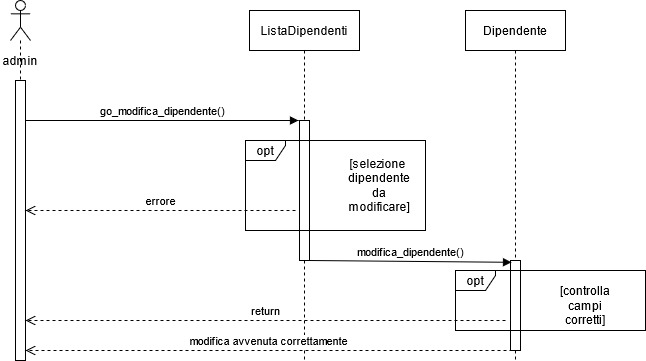 ListaDipendenti
Dipendente
admin
go_modifica_dipendente()
opt
[selezione
dipendente
da
modificare]
errore
modifica_dipendente()
opt
[controlla
campi
corretti]
return
modifica avvenuta correttamente